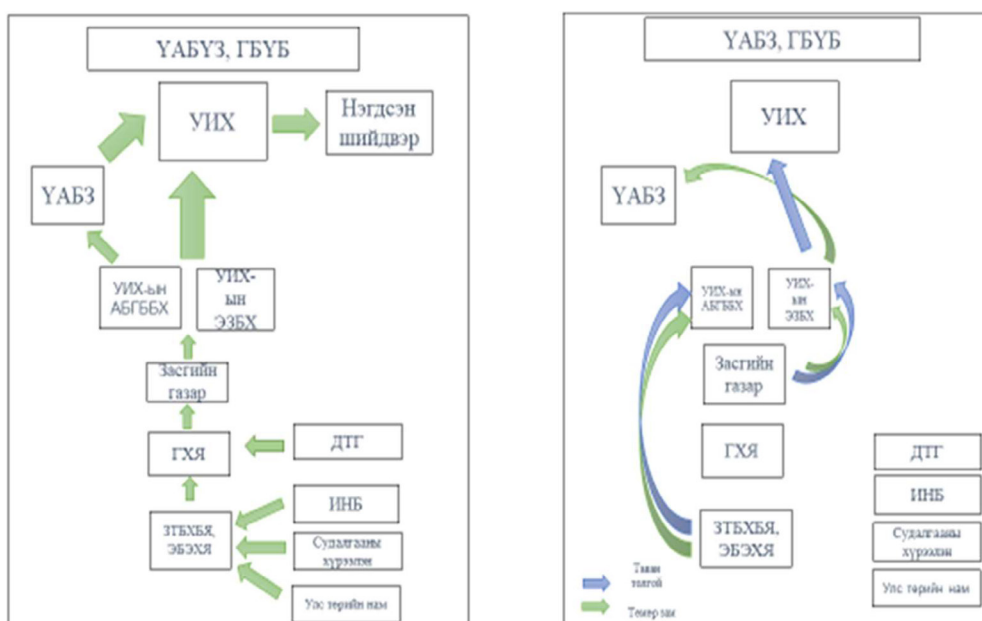 ҮАБҮЗ, ГБҮБ
УИХ
Нэгдсэн
шийдвэр
ҮАБЗ
УИХ-ын
АБГББХ
УИХ-
ын
ЭЗБХ
Засгийн
газар
ГХЯ
ДТГ
ЗТБХБЯ,
ЭБЭХЯ
ИНБ
Судалгааны
хүрээлэн
Улс төрийн нам
ҮАБЗ, ГБҮБ
УИХ
ҮАБЗ
УИХ-ын
АБГББХ
УИХ-
ын
ЭЗБХ
Засгийн
газар
ГХЯ
ЗТБХБЯ,
ЭБЭХЯ
ДТГ
ИНБ
Судалгааны
хүрээлэн
Улс төрийн нам
Таван
толгой
Төмөр зам